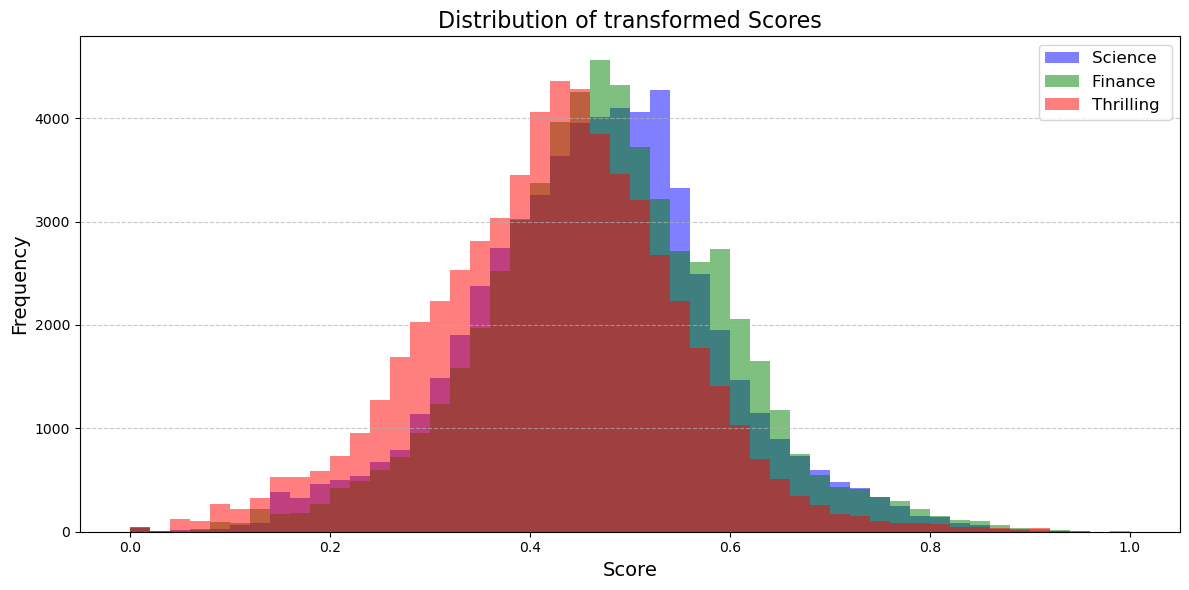 Distribution of transformed Scores
Science
Finance
Thrilling
Frequency
4000
3000
2000
1000
0
0.0 0.2 0.4 0.6 0.8 1.0
Score